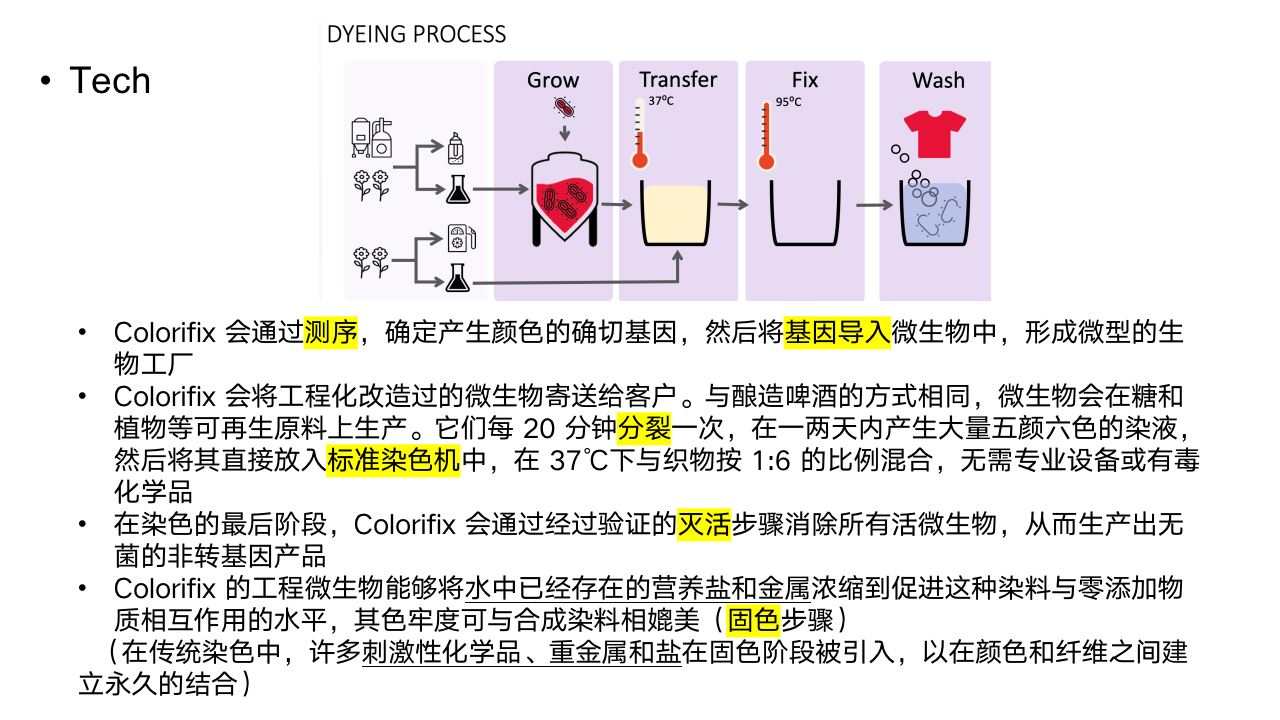 DYEING PROCESS
• Tech
Grow
Transfer
Fix
Wash
37°C
95°C
• Colorifix 会通过测序，确定产生颜色的确切基因，然后将基因导入微生物中，形成微型的生
物工厂
• Colorifix 会将工程化改造过的微生物寄送给客户。与酿造啤酒的方式相同，微生物会在糖和
植物等可再生原料上生产。它们每 20 分钟分裂一次，在一两天内产生大量五颜六色的染液，
然后将其直接放入标准染色机中，在 37℃下与织物按 1:6 的比例混合，无需专业设备或有毒
化学品
• 在染色的最后阶段，Colorifix 会通过经过验证的灭活步骤消除所有活微生物，从而生产出无
菌的非转基因产品
• Colorifix 的工程微生物能够将水中已经存在的营养盐和金属浓缩到促进这种染料与零添加物
质相互作用的水平，其色牢度可与合成染料相媲美（固色步骤）
（在传统染色中，许多刺激性化学品、重金属和盐在固色阶段被引入，以在颜色和纤维之间建
立永久的结合）